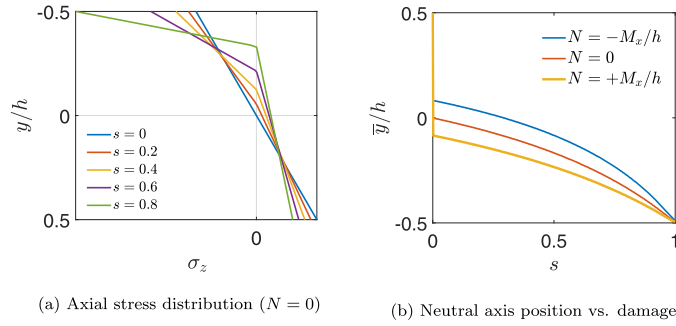 -0.5
0
0.5
y/h
s = 0
s = 0.2
s = 0.4
s = 0.6
s = 0.8
0
σ_z
(a) Axial stress distribution (N = 0)
0.5
0
-0.5
y̅/h
N = −M_x/h
N = 0
N = +M_x/h
0
0.5
1
s
(b) Neutral axis position vs. damage